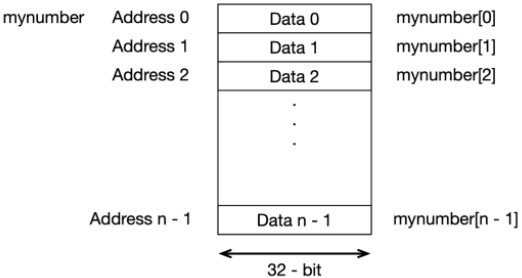 mynumber Address 0 Data 0 mynumber[0]
Address 1 Data 1 mynumber[1]
Address 2 Data 2 mynumber[2]
.
.
.
Address n - 1 Data n - 1 mynumber[n - 1]
32 - bit